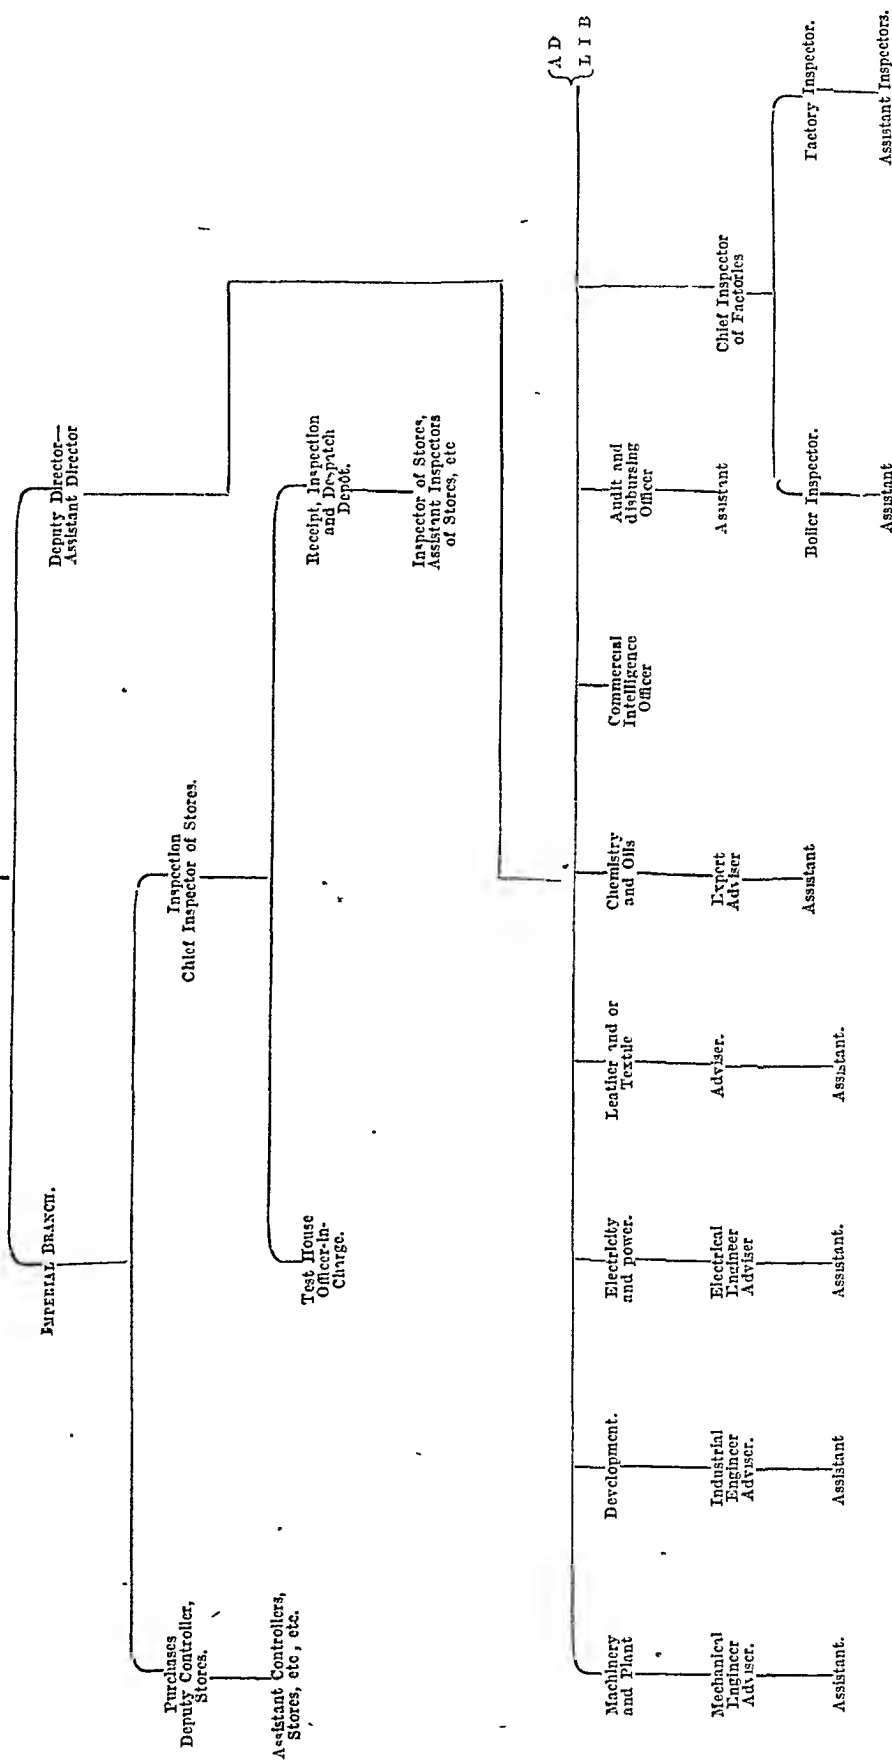 IMPERIAL BRANCH.
Deputy Director—
Assistant Director
Purchases
Deputy Controller,
Stores.
Assistant Controllers,
Stores, etc, etc.
Inspection
Chief Inspector of Stores.
Test House
Officer-in-
Charge.
Receipt, Inspection
and Despatch
Depôt.
Inspector of Stores,
Assistant Inspectors
of Stores, etc
Machinery
and Plant
Mechanical
Engineer
Adviser.
Assistant.
Development.
Industrial
Engineer
Adviser.
Assistant
Electricity
and power.
Electrical
Engineer
Adviser
Assistant.
Leather and or
Textile
Adviser.
Assistant.
Chemistry
and Oils
Expert
Adviser
Assistant
Commercial
Intelligence
Officer
Audit and
disbursing
Officer
Assistant
Chief Inspector
of Factories
Boiler Inspector.
Assistant
Factory Inspector.
Assistant Inspectors.
{ A D
L I B